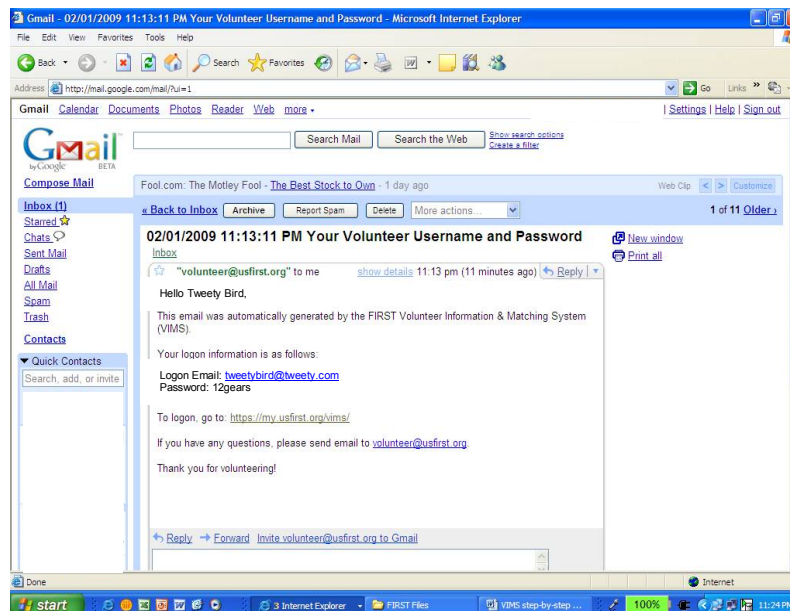 Gmail - 02/01/2009 11:13:11 PM Your Volunteer Username and Password - Microsoft Internet Explorer
File Edit View Favorites Tools Help
Back Search Favorites
Address http://mail.google.com/mail/?ui=1 Go Links »
Gmail Calendar Documents Photos Reader Web more | Settings | Help | Sign out
Gmail by Google BETA
Search Mail Search the Web Show search options
Create a filter
Compose Mail
Fool.com: The Motley Fool - The Best Stock to Own - 1 day ago Web Clip < > Customize
Inbox (1)
Starred
Chats
Sent Mail
Drafts
All Mail
Spam
Trash
Contacts
Quick Contacts
Search, add, or invite
« Back to Inbox Archive Report Spam Delete More actions... 1 of 11 Older ›
02/01/2009 11:13:11 PM Your Volunteer Username and Password
Inbox
New window
Print all
"volunteer@usfirst.org" to me show details 11:13 pm (11 minutes ago) Reply
Hello Tweety Bird,
This email was automatically generated by the FIRST Volunteer Information & Matching System
(VIMS).
Your logon information is as follows:
Logon Email: tweetybird@tweety.com
Password: 12gears
To logon, go to: https://my.usfirst.org/vims/
If you have any questions, please send email to volunteer@usfirst.org.
Thank you for volunteering!
Reply Forward Invite volunteer@usfirst.org to Gmail
Done Internet
start 3 Internet Explorer FIRST Files VIMS step-by-step ... 100% 11:24 PM